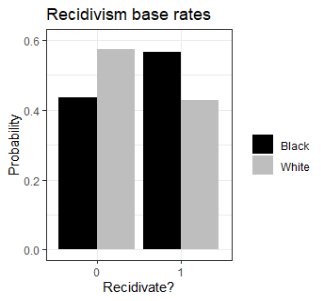 Recidivism base rates
Probability
0.6
0.4
0.2
0.0
0 1
Recidivate?
Black
White